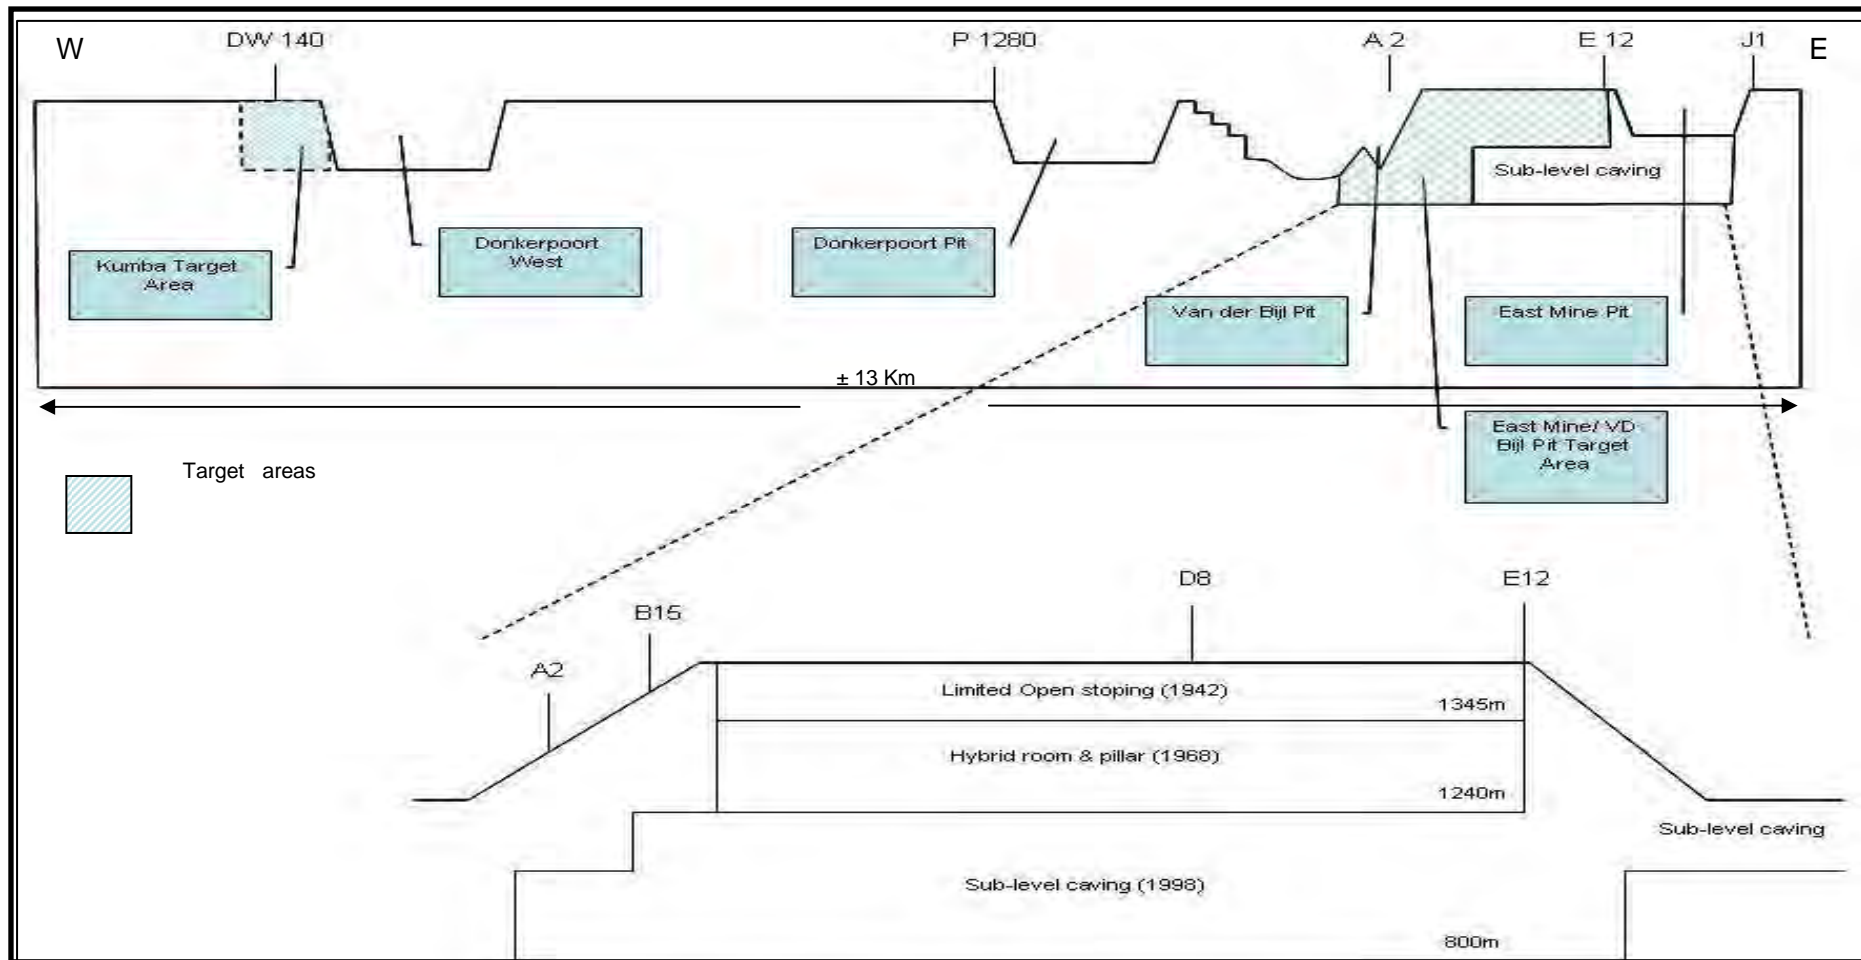 W
DW 140
P 1280
A 2
E 12
J1
E
Sub-level caving
Kumba Target
Area
Donkerpoort
West
Donkerpoort Pit
Van der Bijl Pit
East Mine Pit
± 13 Km
East Mine/ VD
Bijl Pit Target
Area
Target areas
D8
E12
B15
A2
Limited Open stoping (1942)
1345m
Hybrid room & pillar (1968)
1240m
Sub-level caving
Sub-level caving (1998)
800m